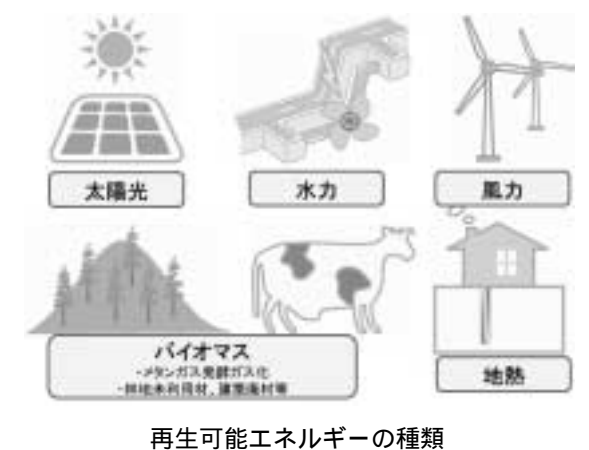 太陽光
水力
風力
バイオマス
・メタンガス発酵ガス化
・林地未利用材、建築廃材等
地熱
再生可能エネルギーの種類